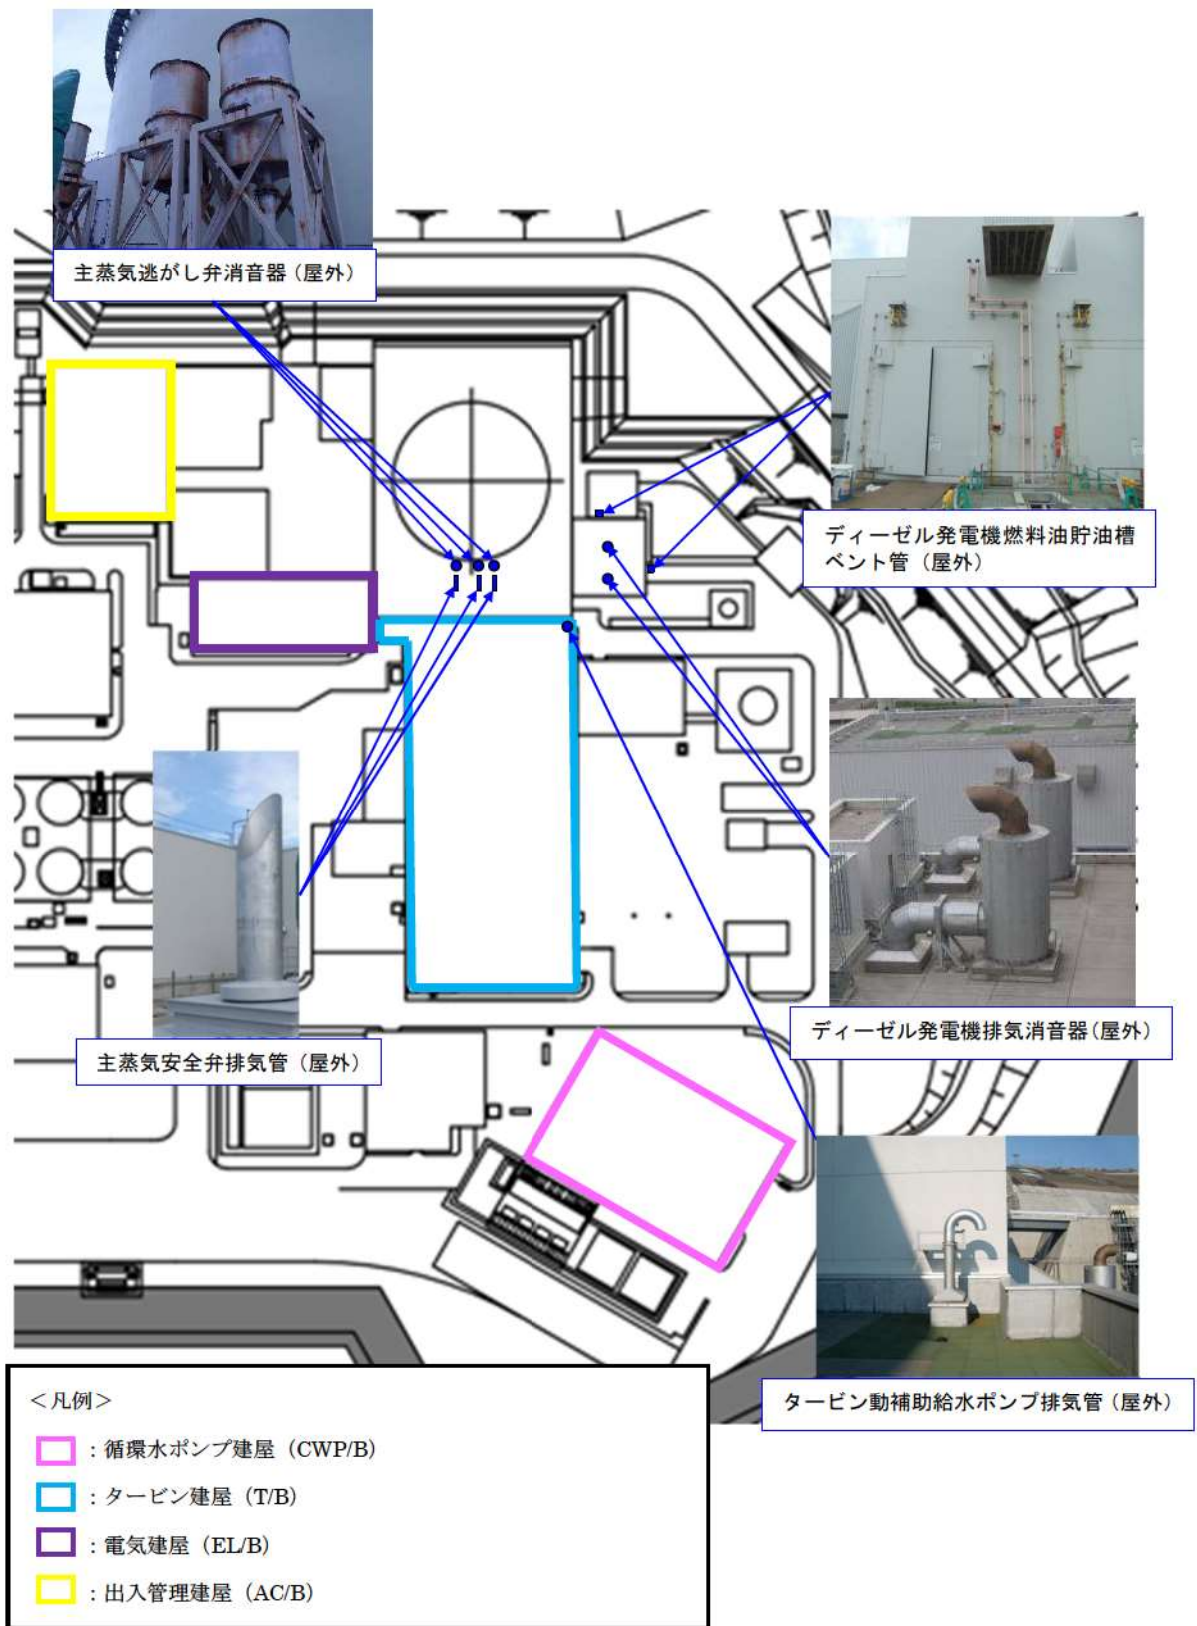 主蒸気逃がし弁消音器（屋外）
ディーゼル発電機燃料油貯油槽
ベント管（屋外）
主蒸気安全弁排気管（屋外）
ディーゼル発電機排気消音器（屋外）
タービン動補助給水ポンプ排気管（屋外）
＜凡例＞
：循環水ポンプ建屋（CWP/B）
：タービン建屋（T/B）
：電気建屋（EL/B）
：出入管理建屋（AC/B）